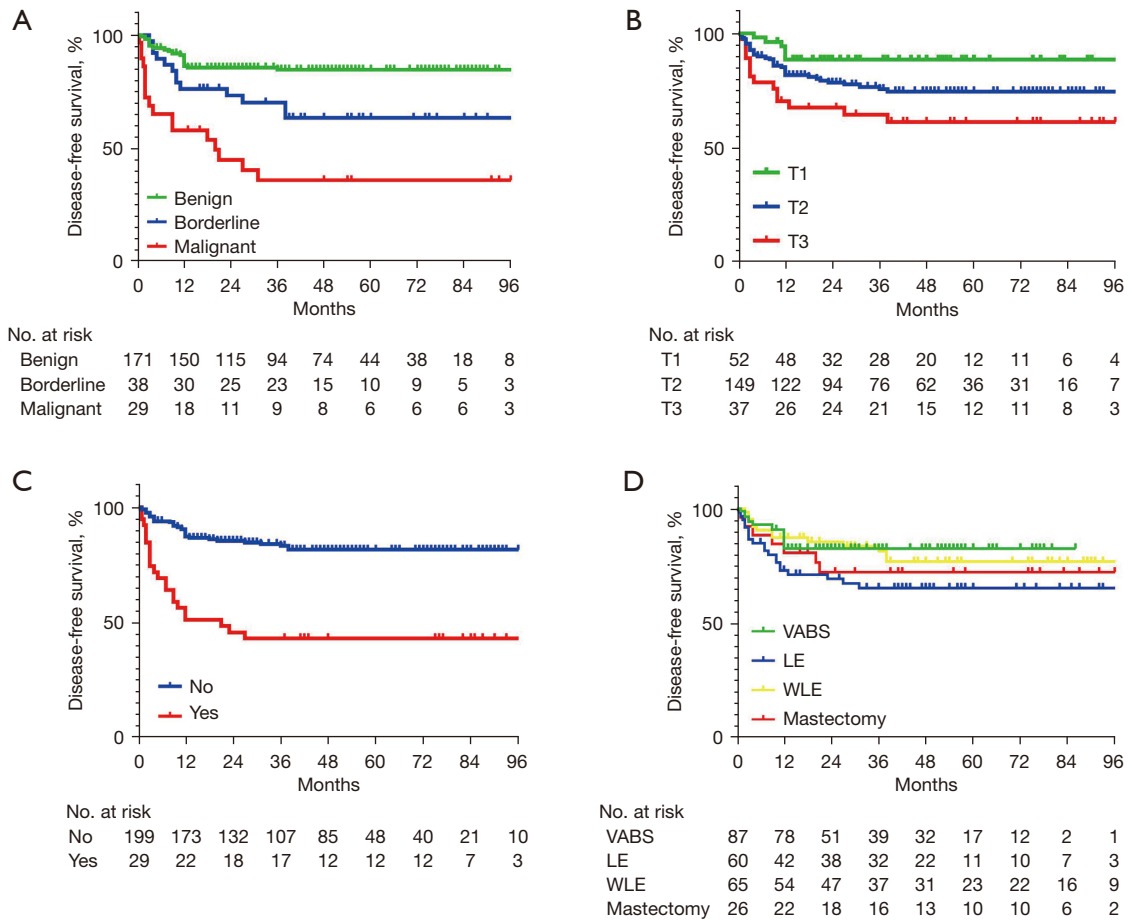 A
Disease-free survival, %
100
50
0
Benign
Borderline
Malignant
0 12 24 36 48 60 72 84 96
Months
No. at risk
Benign 171 150 115 94 74 44 38 18 8
Borderline 38 30 25 23 15 10 9 5 3
Malignant 29 18 11 9 8 6 6 6 3
B
Disease-free survival, %
100
50
0
T1
T2
T3
0 12 24 36 48 60 72 84 96
Months
No. at risk
T1 52 48 32 28 20 12 11 6 4
T2 149 122 94 76 62 36 31 16 7
T3 37 26 24 21 15 12 11 8 3
C
Disease-free survival, %
100
50
0
No
Yes
0 12 24 36 48 60 72 84 96
Months
No. at risk
No 199 173 132 107 85 48 40 21 10
Yes 29 22 18 17 12 12 12 7 3
D
Disease-free survival, %
100
50
0
VABS
LE
WLE
Mastectomy
0 12 24 36 48 60 72 84 96
Months
No. at risk
VABS 87 78 51 39 32 17 12 2 1
LE 60 42 38 32 22 11 10 7 3
WLE 65 54 47 37 31 23 22 16 9
Mastectomy 26 22 18 16 13 10 10 6 2